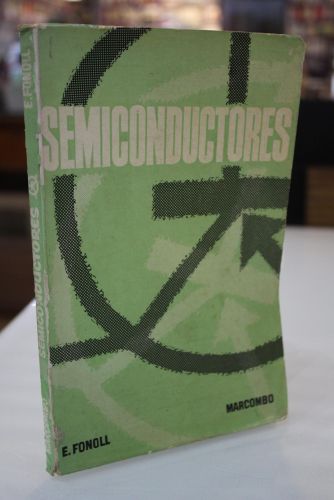 SEMICONDUCTORES
E. FONOLL
MARCOMBO
E. FONOLL
SEMICONDUCTORES